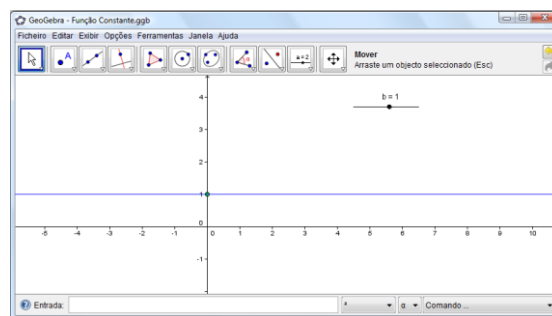 GeoGebra - Função Constante.ggb
Ficheiro Editar Exibir Opções Ferramentas Janela Ajuda
A
α
a=2
Mover
Arraste um objecto seleccionado (Esc)
b = 1
4
3
2
1
0
-5 -4 -3 -2 -1 0 1 2 3 4 5 6 7 8 9 10
-1
Entrada:
α
Comando ...